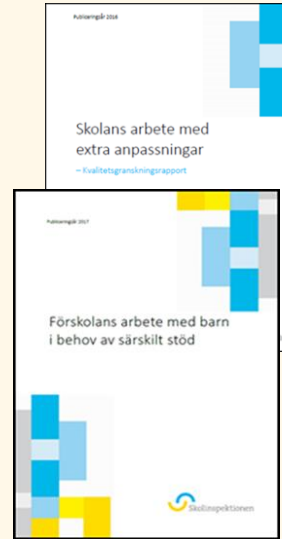 Publiceringsår 2016
Skolans arbete med
extra anpassningar
– Kvalitetsgranskningsrapport
Publiceringsår 2017
Förskolans arbete med barn
i behov av särskilt stöd
Skolinspektionen